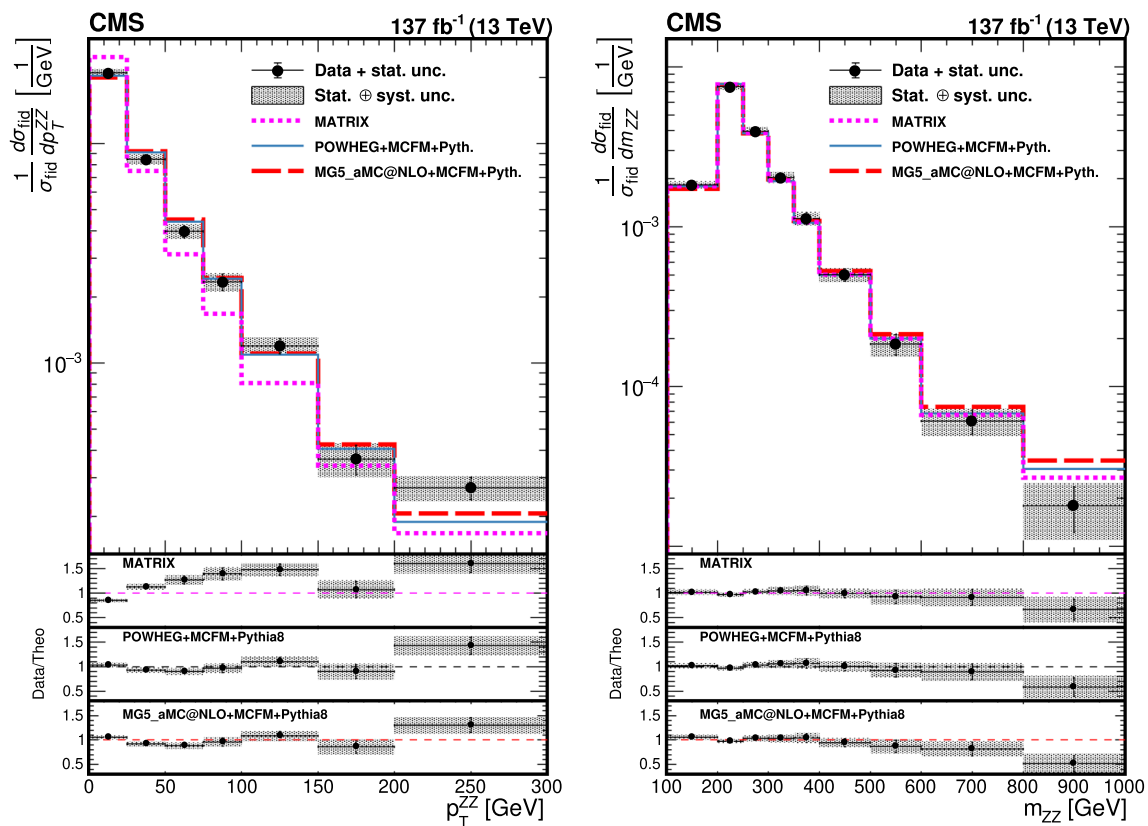 CMS 137 fb⁻¹ (13 TeV)
1/σ_fid dσ_fid/dp_T^ZZ [1/GeV]
Data + stat. unc.
Stat. ⊕ syst. unc.
MATRIX
POWHEG+MCFM+Pyth.
MG5_aMC@NLO+MCFM+Pyth.
10⁻³
MATRIX
1.5
1
0.5
POWHEG+MCFM+Pythia8
1.5
1
0.5
Data/Theo
MG5_aMC@NLO+MCFM+Pythia8
1.5
1
0.5
0 50 100 150 200 250 300
p_T^ZZ [GeV]
CMS 137 fb⁻¹ (13 TeV)
1/σ_fid dσ_fid/dm_ZZ [1/GeV]
Data + stat. unc.
Stat. ⊕ syst. unc.
MATRIX
POWHEG+MCFM+Pyth.
MG5_aMC@NLO+MCFM+Pyth.
10⁻³
10⁻⁴
MATRIX
1.5
1
0.5
POWHEG+MCFM+Pythia8
1.5
1
0.5
Data/Theo
MG5_aMC@NLO+MCFM+Pythia8
1.5
1
0.5
100 200 300 400 500 600 700 800 900 1000
m_ZZ [GeV]